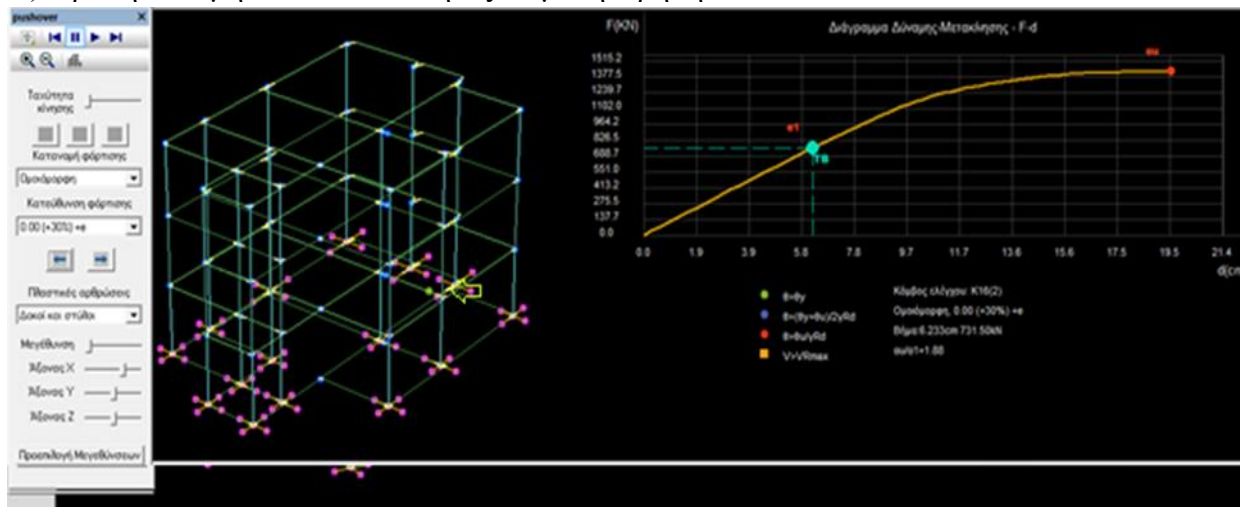 pushover
Ταχύτητα
κίνησης
Κατανομή φόρτισης
Ομοιόμορφη
Κατεύθυνση φόρτισης
0.00 (+30%) +e
Πλαστικές αρθρώσεις
Δοκοί και στύλοι
Μεγέθυνση
Άξονας X
Άξονας Y
Άξονας Z
Προεπιλογή Μεγεθύνσεων
F(KN)
Διάγραμμα Δύναμης-Μετακίνησης - F-d
1515.2
1377.5
1239.7
1102.0
964.2
826.5
688.7
551.0
413.2
275.5
137.7
0.0
0.0 1.9 3.9 5.8 7.8 9.7 11.7 13.6 15.6 17.5 19.5 21.4
d(cm
αu
α1
θ>θy
θ>(θy+θu)/2γRd
θ>θu/γRd
V>VRmax
Κόμβος ελέγχου: K16(2)
Ομοιόμορφη, 0.00 (+30%) +e
Βήμα:6.233cm 731.50kN
αu/α1=1.88